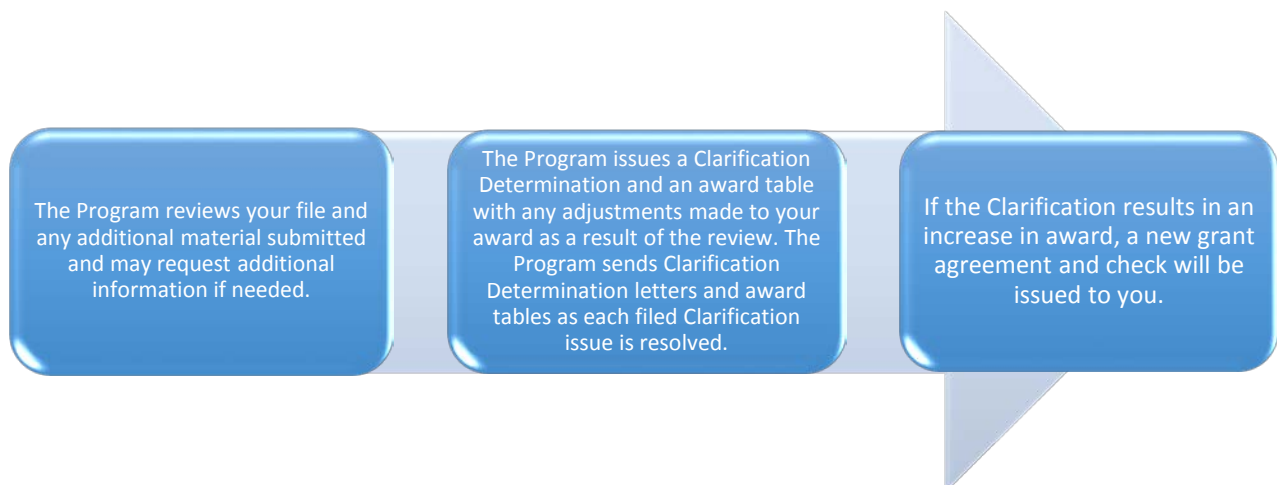 The Program reviews your file and
any additional material submitted
and may request additional
information if needed.
The Program issues a Clarification
Determination and an award table
with any adjustments made to your
award as a result of the review. The
Program sends Clarification
Determination letters and award
tables as each filed Clarification
issue is resolved.
If the Clarification results in an
increase in award, a new grant
agreement and check will be
issued to you.